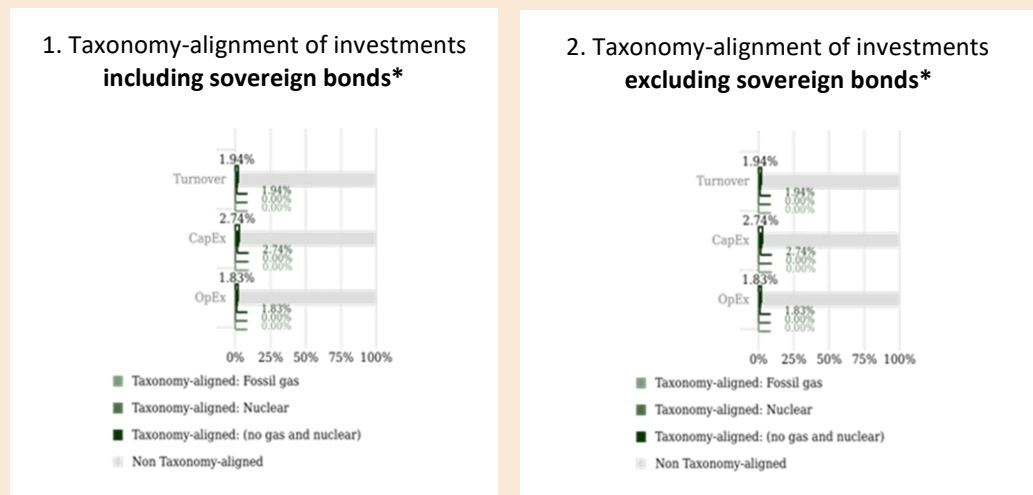 1. Taxonomy-alignment of investments
including sovereign bonds*
1.94%
Turnover
1.94%
0.00%
0.00%
2.74%
CapEx
2.74%
0.00%
0.00%
1.83%
OpEx
1.83%
0.00%
0.00%
0% 25% 50% 75% 100%
Taxonomy-aligned: Fossil gas
Taxonomy-aligned: Nuclear
Taxonomy-aligned: (no gas and nuclear)
Non Taxonomy-aligned
2. Taxonomy-alignment of investments
excluding sovereign bonds*
1.94%
Turnover
1.94%
0.00%
0.00%
2.74%
CapEx
2.74%
0.00%
0.00%
1.83%
OpEx
1.83%
0.00%
0.00%
0% 25% 50% 75% 100%
Taxonomy-aligned: Fossil gas
Taxonomy-aligned: Nuclear
Taxonomy-aligned: (no gas and nuclear)
Non Taxonomy-aligned